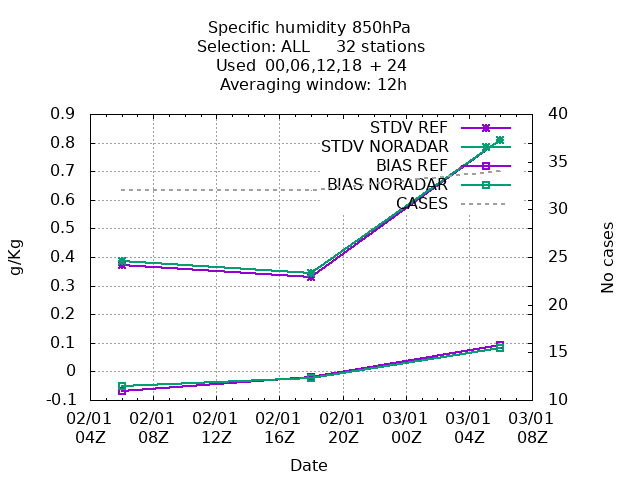 Specific humidity 850hPa
Selection: ALL 32 stations
Used 00,06,12,18 + 24
Averaging window: 12h
0.9
0.8
0.7
0.6
0.5
0.4
0.3
0.2
0.1
0
-0.1
g/Kg
STDV REF
STDV NORADAR
BIAS REF
BIAS NORADAR
CASES
40
35
30
25
20
15
10
No cases
02/01 02/01 02/01 02/01 02/01 03/01 03/01 03/01
04Z 08Z 12Z 16Z 20Z 00Z 04Z 08Z
Date